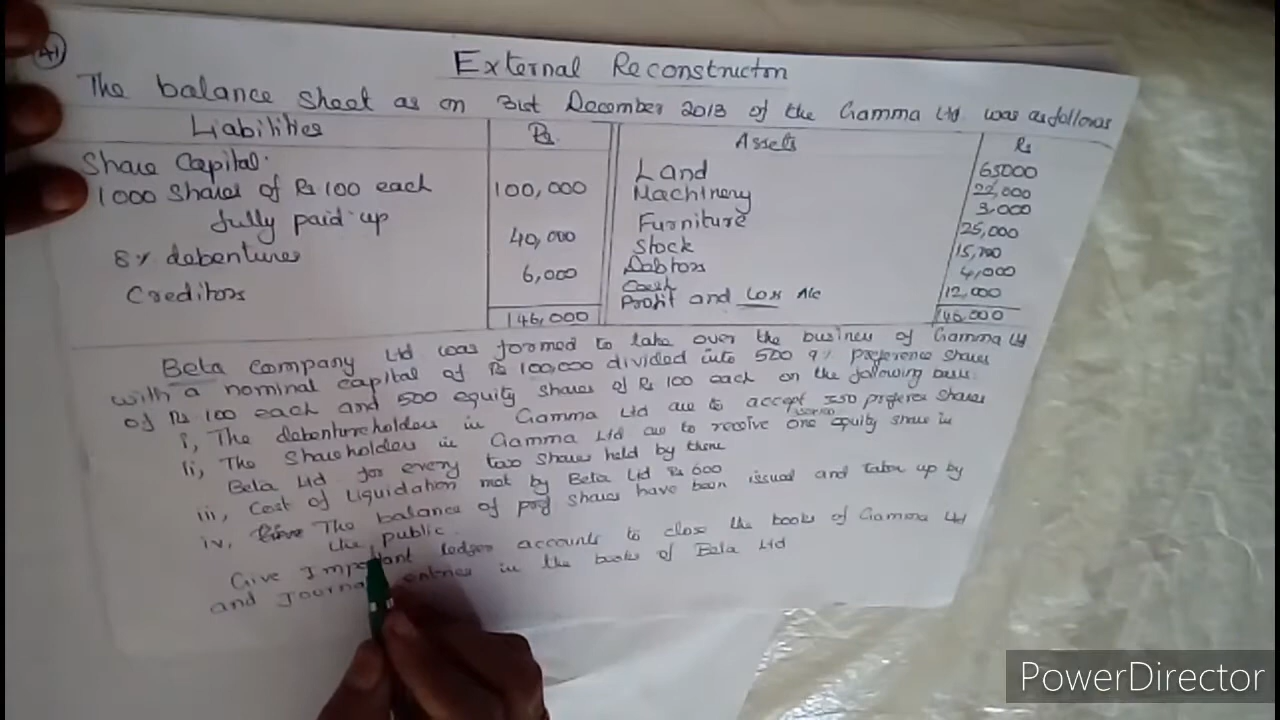 41
External Reconstructon
The balance sheet as on 31st December 2013 of the Gamma Ltd was as follows
Liabilities Rs. Assets Rs
Share Capital. Land 65000
1000 shares of Rs 100 each 100,000 Machinery 22,000
fully paid up Furniture 3,000
8% debentures 40,000 Stock 25,000
Creditors 6,000 Debtors 15,000
Cash 4,000
Profit and Loss A/c 12,000
146,000 146,000
Beta Company Ltd was formed to take over the business of Gamma Ltd
with a nominal capital of Rs 100,000 divided into 500 9% preference shares
of Rs 100 each and 500 equity shares of Rs 100 each on the following basis.
i, The debentureholders in Gamma Ltd are to accept 350 shares
ii, The Shareholders in Gamma Ltd are to receive one equity share in
Beta Ltd for every two shares held by them
iii, Cost of Liquidation met by Beta Ltd Rs 600
iv, The balance of pref shares have been issued and taken up by
the public.
Give Important ledger accounts to close the books of Gamma Ltd
and Journal entries in the books of Beta Ltd
PowerDirector